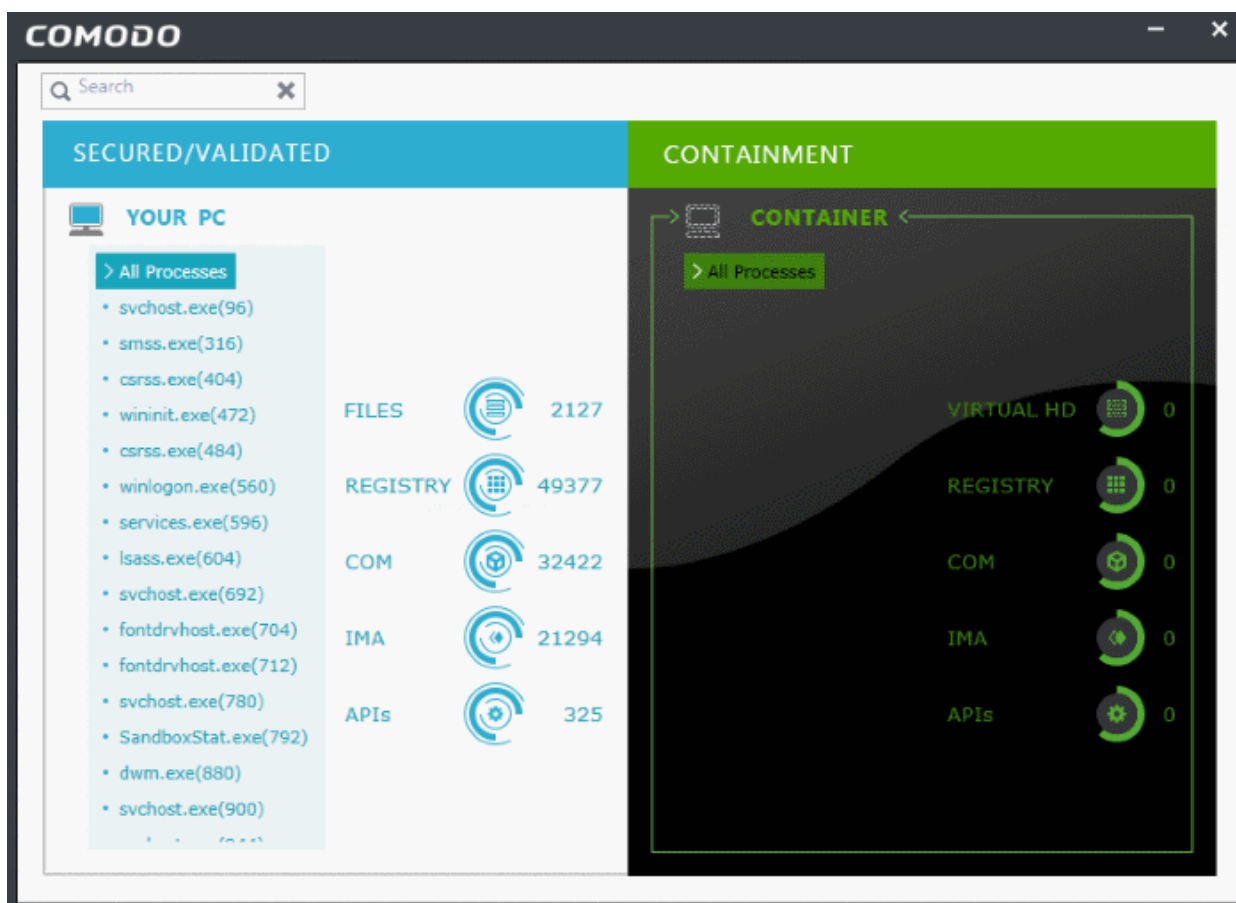 COMODO
Search
SECURED/VALIDATED
YOUR PC
All Processes
svchost.exe(96)
smss.exe(316)
csrss.exe(404)
wininit.exe(472)
csrss.exe(484)
winlogon.exe(560)
services.exe(596)
lsass.exe(604)
svchost.exe(692)
fontdrvhost.exe(704)
fontdrvhost.exe(712)
svchost.exe(780)
SandboxStat.exe(792)
dwm.exe(880)
svchost.exe(900)
FILES 2127
REGISTRY 49377
COM 32422
IMA 21294
APIs 325
CONTAINMENT
CONTAINER
All Processes
VIRTUAL HD 0
REGISTRY 0
COM 0
IMA 0
APIs 0